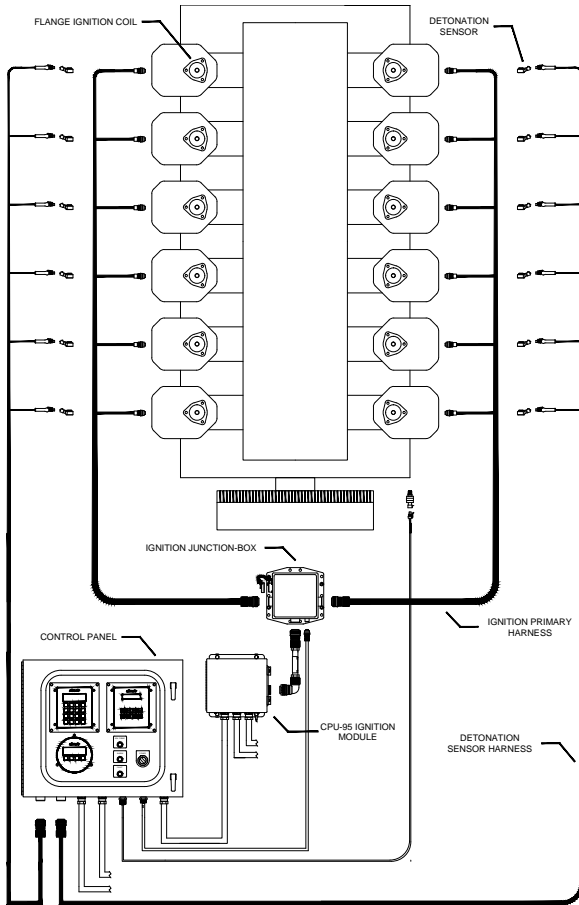 FLANGE IGNITION COIL
DETONATION
SENSOR
IGNITION JUNCTION-BOX
IGNITION PRIMARY
HARNESS
CONTROL PANEL
CPU-95 IGNITION
MODULE
DETONATION
SENSOR HARNESS